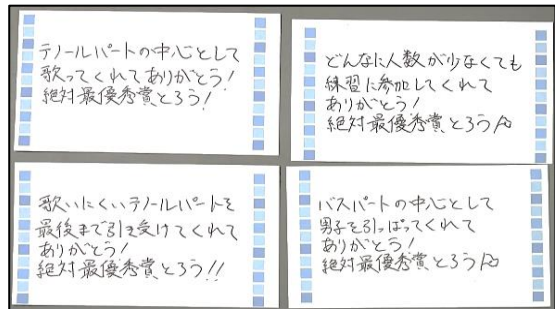 テノールパートの中心として
歌ってくれてありがとう!
絶対最優秀賞とろう!
どんなに人数が少なくても
練習に参加してくれて
ありがとう!
絶対最優秀賞とろう
歌いにくいテノールパートを
最後まで引き受けてくれて
ありがとう!
絶対最優秀賞とろう!!
バスパートの中心として
男子を引っぱってくれて
ありがとう!
絶対最優秀賞とろう